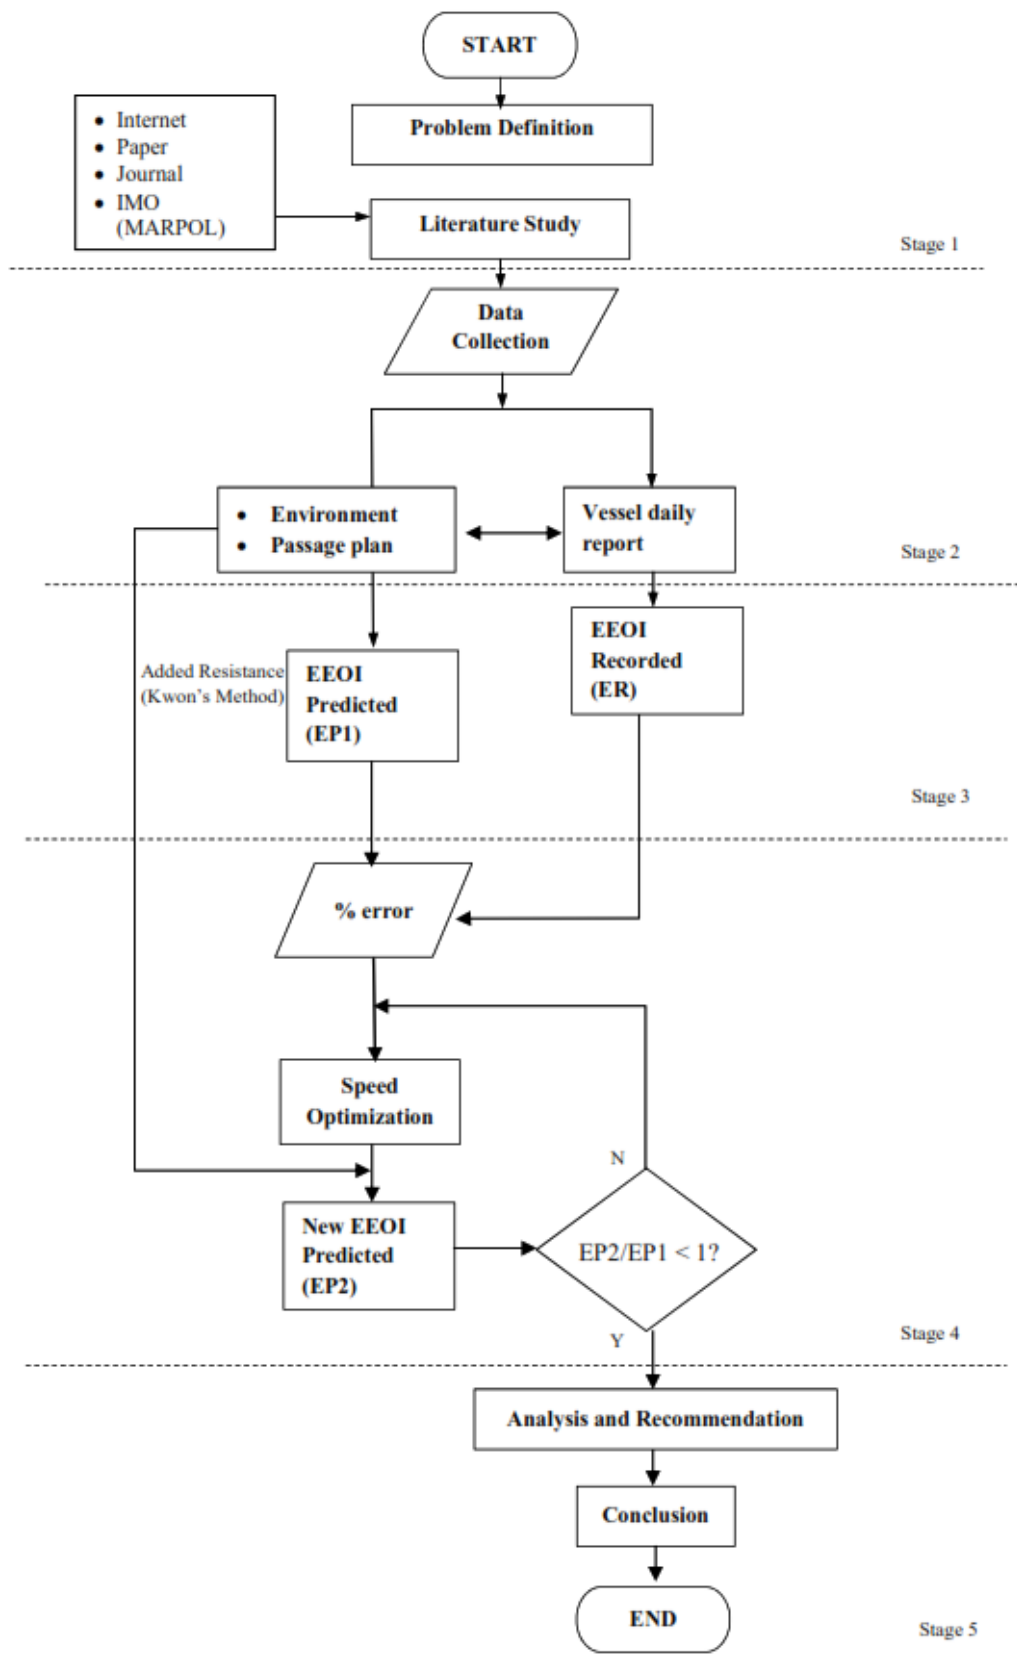 START
Problem Definition
• Internet
• Paper
• Journal
• IMO
(MARPOL)
Literature Study
Stage 1
Data
Collection
• Environment
• Passage plan
Vessel daily
report
Stage 2
Added Resistance
(Kwon's Method)
EEOI
Predicted
(EP1)
EEOI
Recorded
(ER)
Stage 3
% error
Speed
Optimization
N
New EEOI
Predicted
(EP2)
EP2/EP1 < 1?
Y
Stage 4
Analysis and Recommendation
Conclusion
END
Stage 5